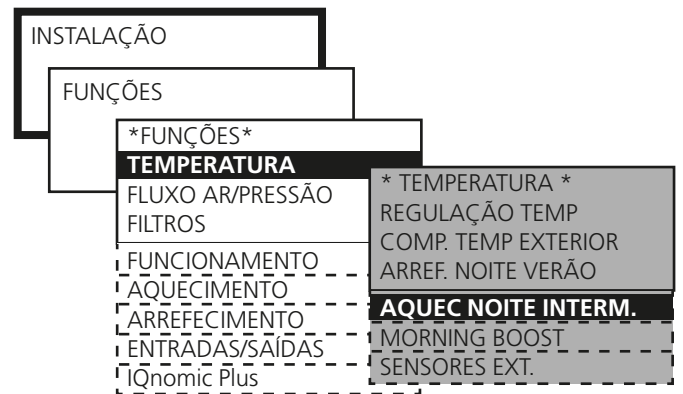 INSTALAÇÃO
FUNÇÕES
*FUNÇÕES*
TEMPERATURA
FLUXO AR/PRESSÃO
FILTROS
FUNCIONAMENTO
AQUECIMENTO
ARREFECIMENTO
ENTRADAS/SAÍDAS
IQnomic Plus
* TEMPERATURA *
REGULAÇÃO TEMP
COMP. TEMP EXTERIOR
ARREF. NOITE VERÃO
AQUEC NOITE INTERM.
MORNING BOOST
SENSORES EXT.